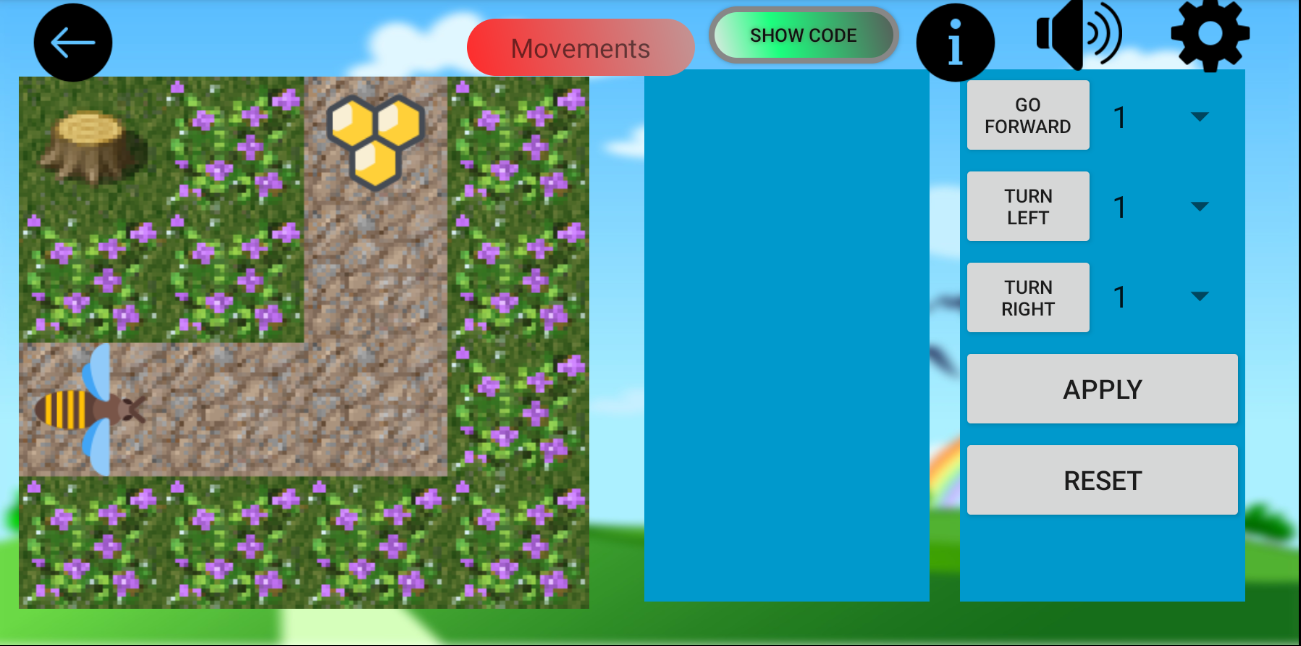 Movements
SHOW CODE
i
GO
FORWARD
1
TURN
LEFT
1
TURN
RIGHT
1
APPLY
RESET